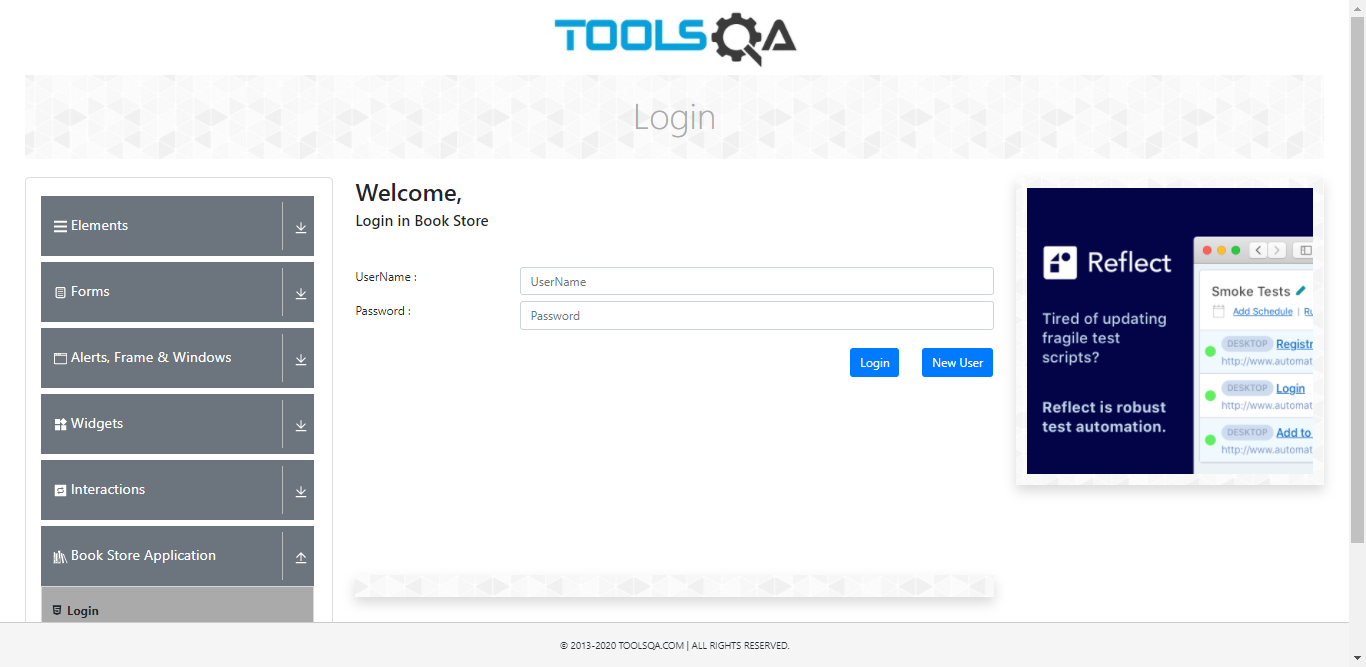 TOOLSQA
Login
Elements
Forms
Alerts, Frame & Windows
Widgets
Interactions
Book Store Application
Login
Welcome,
Login in Book Store
UserName :
UserName
Password :
Password
Login
New User
Reflect
Tired of updating
fragile test
scripts?
Reflect is robust
test automation.
Smoke Tests
Add Schedule | Ru
DESKTOP Registr
http://www.automat
DESKTOP Login
http://www.automat
DESKTOP Add to
http://www.automat
© 2013-2020 TOOLSQA.COM | ALL RIGHTS RESERVED.